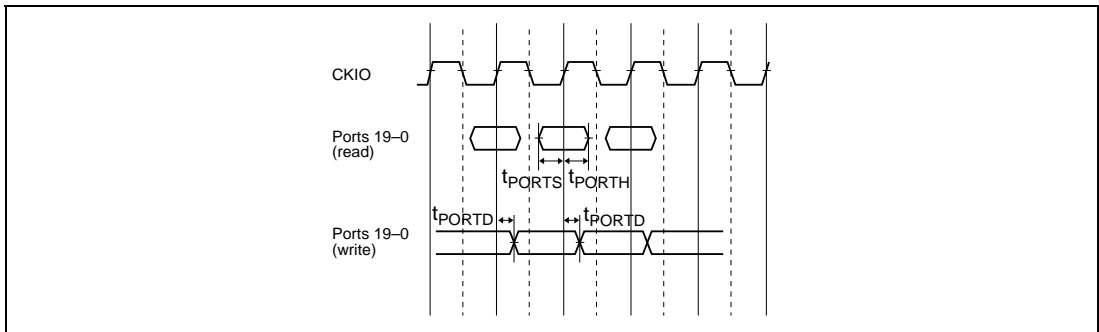 CKIO
Ports 19–0
(read)
tPORTS tPORTH
tPORTD tPORTD
Ports 19–0
(write)